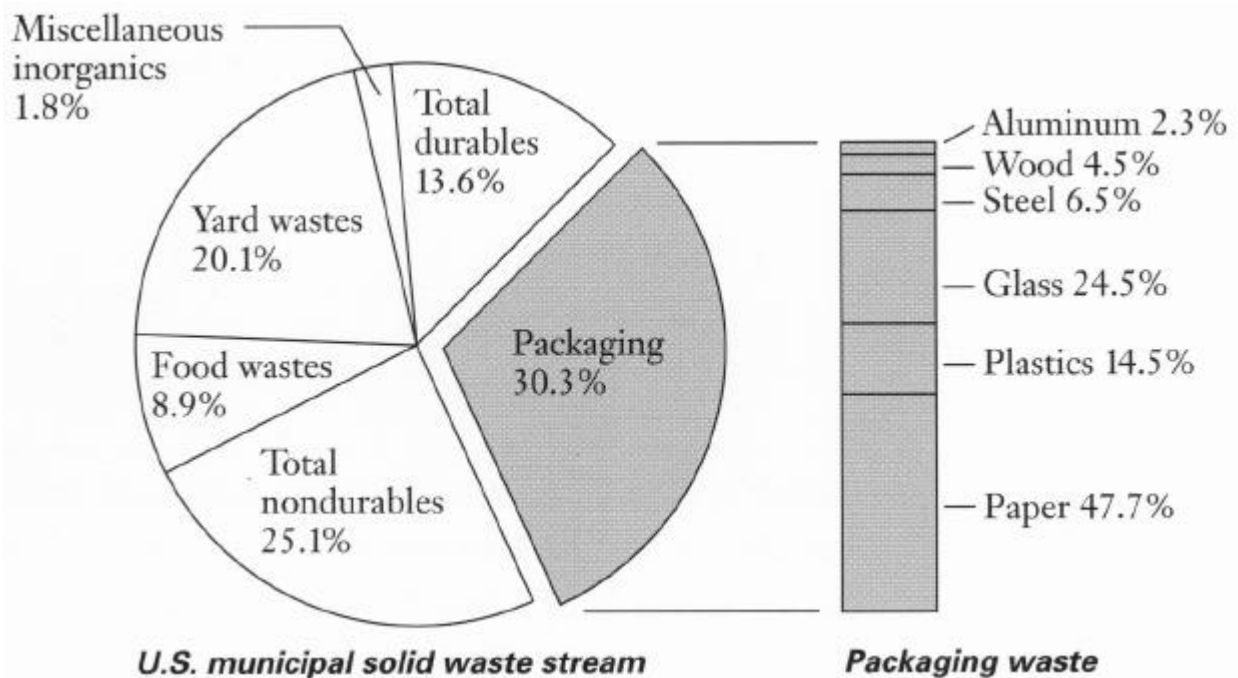 Miscellaneous
inorganics
1.8%
Total
durables
13.6%
Yard wastes
20.1%
Food wastes
8.9%
Total
nondurables
25.1%
Packaging
30.3%
Aluminum 2.3%
Wood 4.5%
Steel 6.5%
Glass 24.5%
Plastics 14.5%
Paper 47.7%
U.S. municipal solid waste stream
Packaging waste